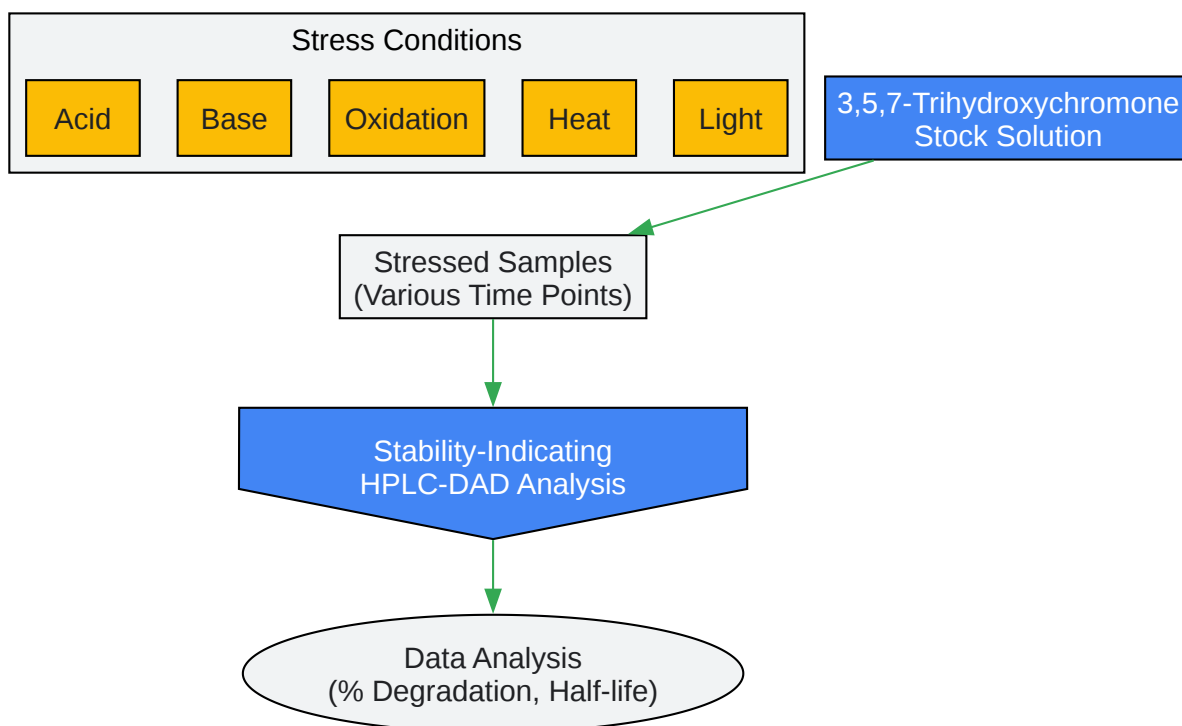 Stress Conditions
Acid
Base
Oxidation
Heat
Light
3,5,7-Trihydroxychromone
Stock Solution
Stressed Samples
(Various Time Points)
Stability-Indicating
HPLC-DAD Analysis
Data Analysis
(% Degradation, Half-life)